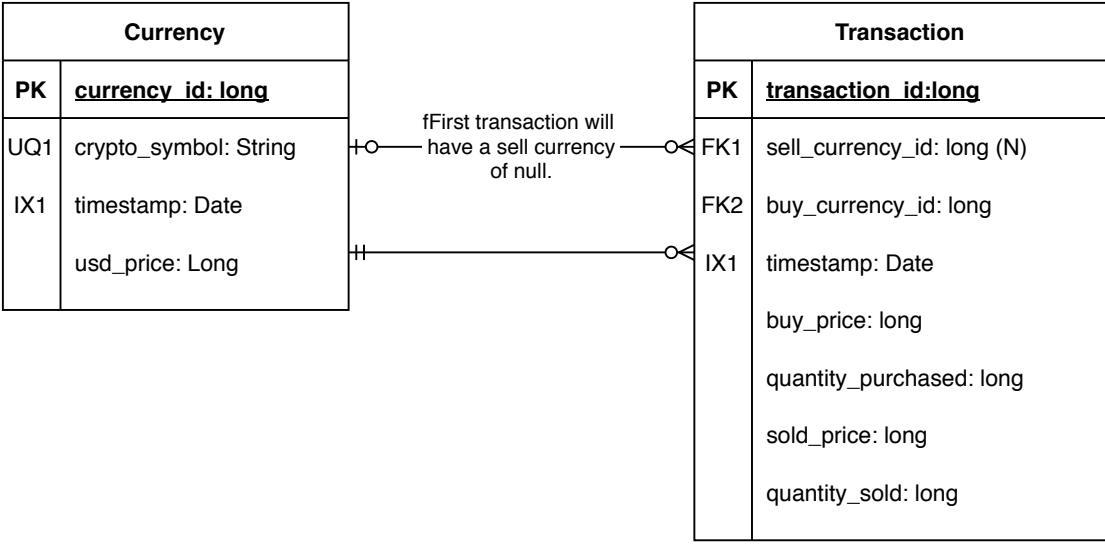 Currency
PK currency_id: long
UQ1 crypto_symbol: String
IX1 timestamp: Date
usd_price: Long
fFirst transaction will
have a sell currency
of null.
Transaction
PK transaction_id:long
FK1 sell_currency_id: long (N)
FK2 buy_currency_id: long
IX1 timestamp: Date
buy_price: long
quantity_purchased: long
sold_price: long
quantity_sold: long